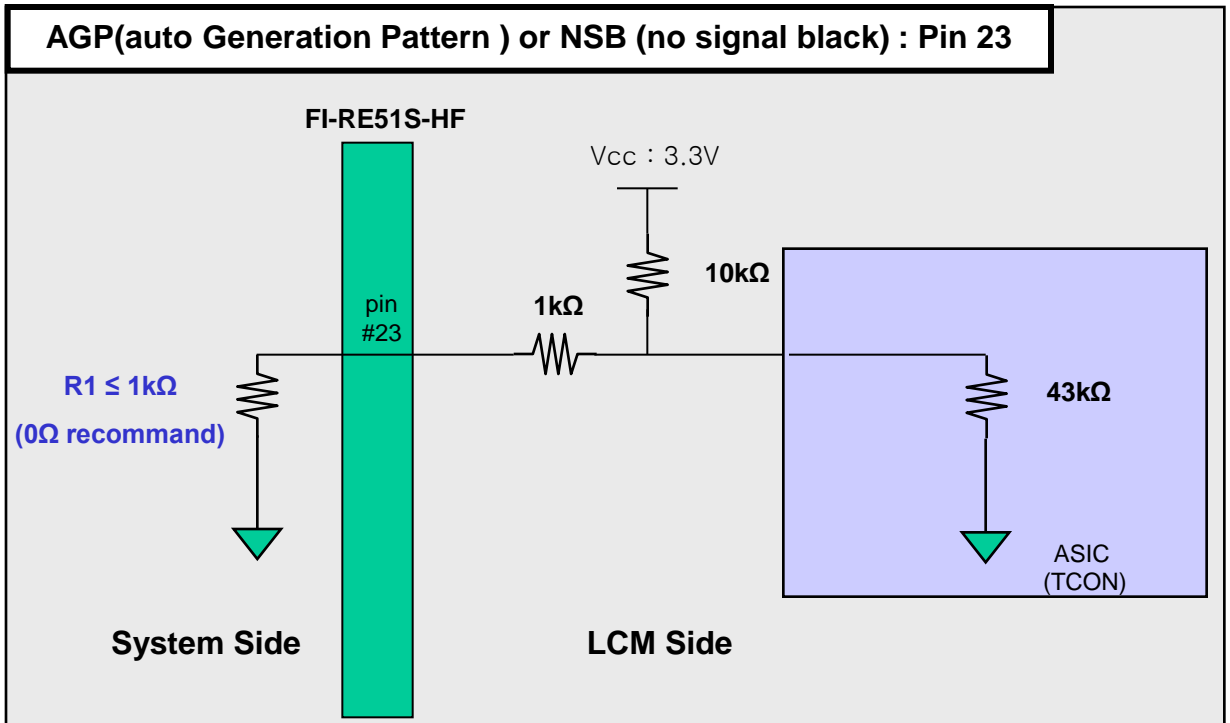 AGP(auto Generation Pattern ) or NSB (no signal black) : Pin 23
FI-RE51S-HF
Vcc : 3.3V
10kΩ
1kΩ
pin
#23
R1 ≤ 1kΩ
(0Ω recommand)
43kΩ
ASIC
(TCON)
System Side
LCM Side